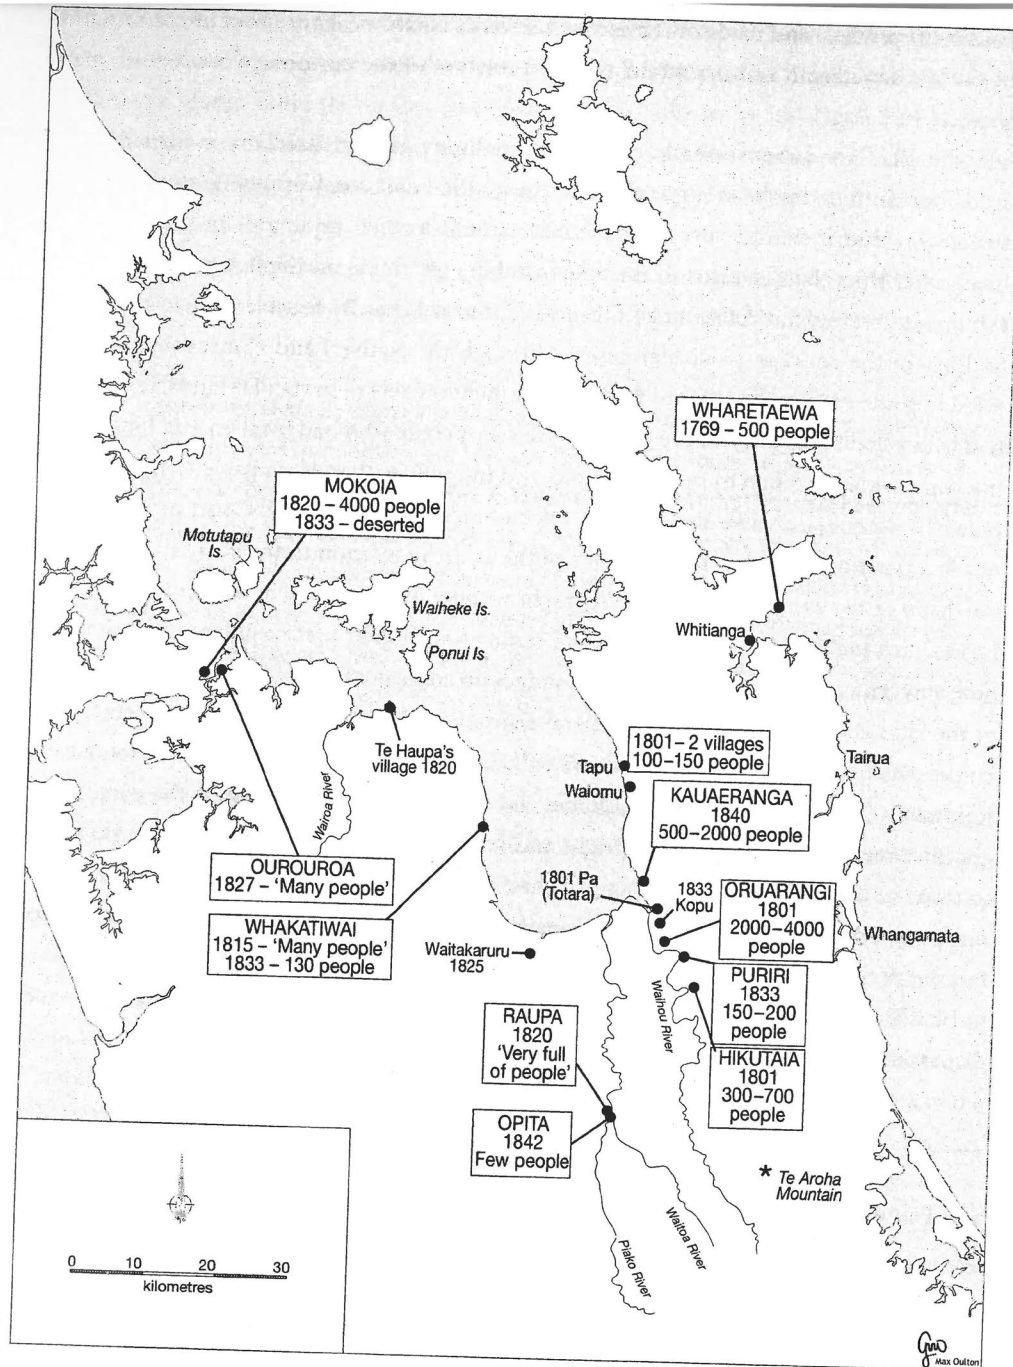 WHARETAEWA
1769 – 500 people
MOKOIA
1820 – 4000 people
1833 – deserted
Motutapu
Is.
Waiheke Is.
Ponui Is
Whitianga
Te Haupa's
village 1820
Wairoa River
1801 – 2 villages
100-150 people
Tapu
Waiomu
Tairua
KAUAERANGA
1840
500–2000 people
OUROUROA
1827 – ‘Many people’
1801 Pa
(Totara)
1833
Kopu
ORUARANGI
1801
2000–4000
people
WHAKATIWAI
1815 – ‘Many people’
1833 – 130 people
Waitakaruru
1825
Whangamata
PURIRI
1833
150–200
people
Waihou River
RAUPA
1820
‘Very full
of people’
HIKUTAIA
1801
300–700
people
OPITA
1842
Few people
* Te Aroha
Mountain
Waitoa River
Piako River
0 10 20 30
kilometres
Max Oulton